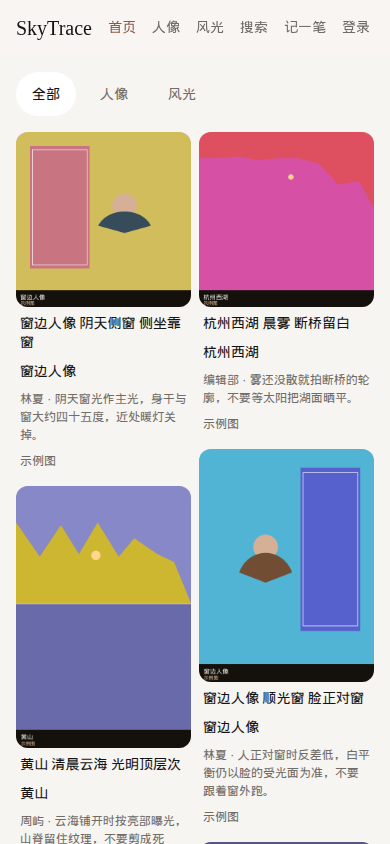 SkyTrace 首页 人像 风光 搜索 记一笔 登录
全部 人像 风光
窗边人像
示例图
窗边人像 阴天侧窗 侧坐靠
窗
窗边人像
林夏 · 阴天窗光作主光，身干与
窗大约四十五度，近处暖灯关
掉。
示例图
杭州西湖
示例图
杭州西湖 晨雾 断桥留白
杭州西湖
编辑部 · 雾还没散就拍断桥的轮
廓，不要等太阳把湖面晒平。
示例图
黄山
示例图
黄山 清晨云海 光明顶层次
黄山
周屿 · 云海铺开时按亮部曝光，
山脊留住纹理，不要剪成死
窗边人像
示例图
窗边人像 顺光窗 脸正对窗
窗边人像
林夏 · 人正对窗时反差低，白平
衡仍以脸的受光面为准，不要
跟着窗外跑。
示例图